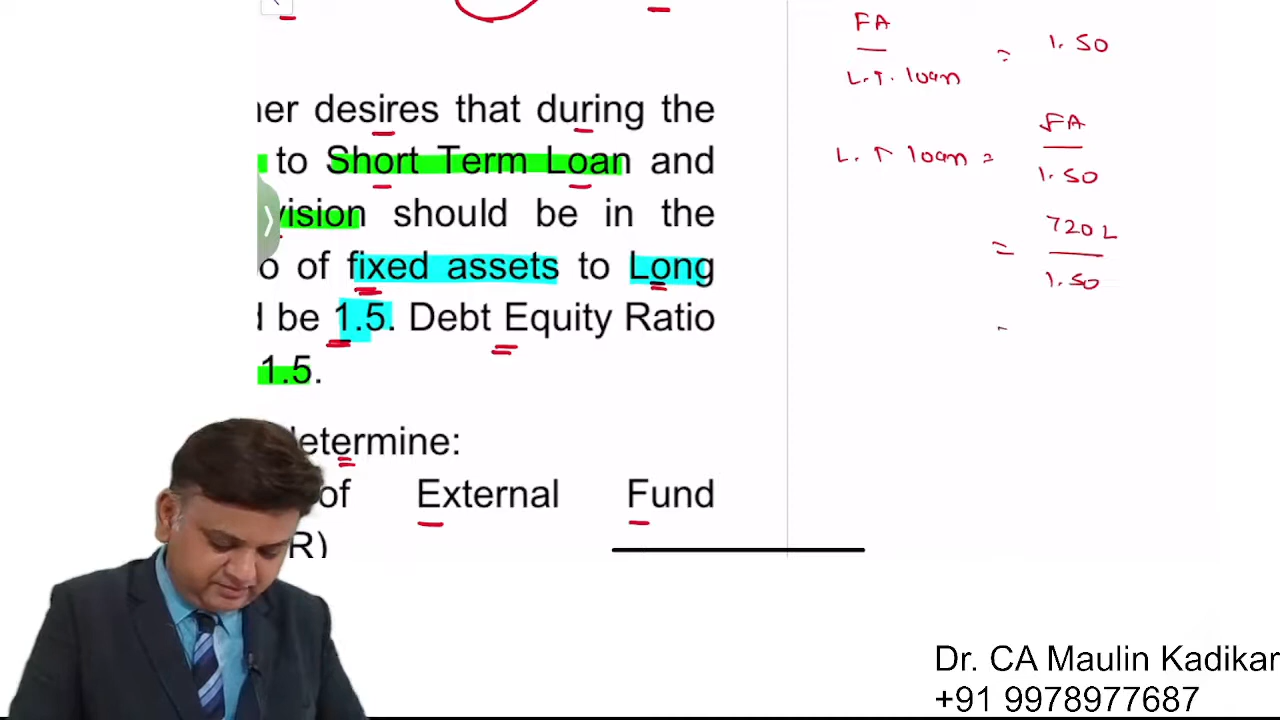 ner desires that during the
to Short Term Loan and
vision should be in the
o of fixed assets to Long
d be 1.5. Debt Equity Ratio
1.5.
determine:
of External Fund
R)
FA
L.T. loan = 1.50
L.T loan = FA
1.50
= 720 L
1.50
Dr. CA Maulin Kadikar
+91 9978977687